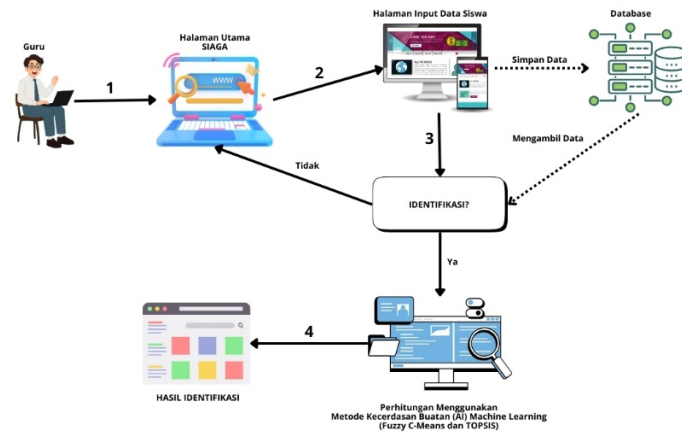 Halaman Input Data Siswa
Database
Guru
Halaman Utama
SIAGA
WWW
1
2
Simpan Data
3
Mengambil Data
Tidak
IDENTIFIKASI?
Ya
4
HASIL IDENTIFIKASI
Perhitungan Menggunakan
Metode Kecerdasan Buatan (AI) Machine Learning
(Fuzzy C-Means dan TOPSIS)